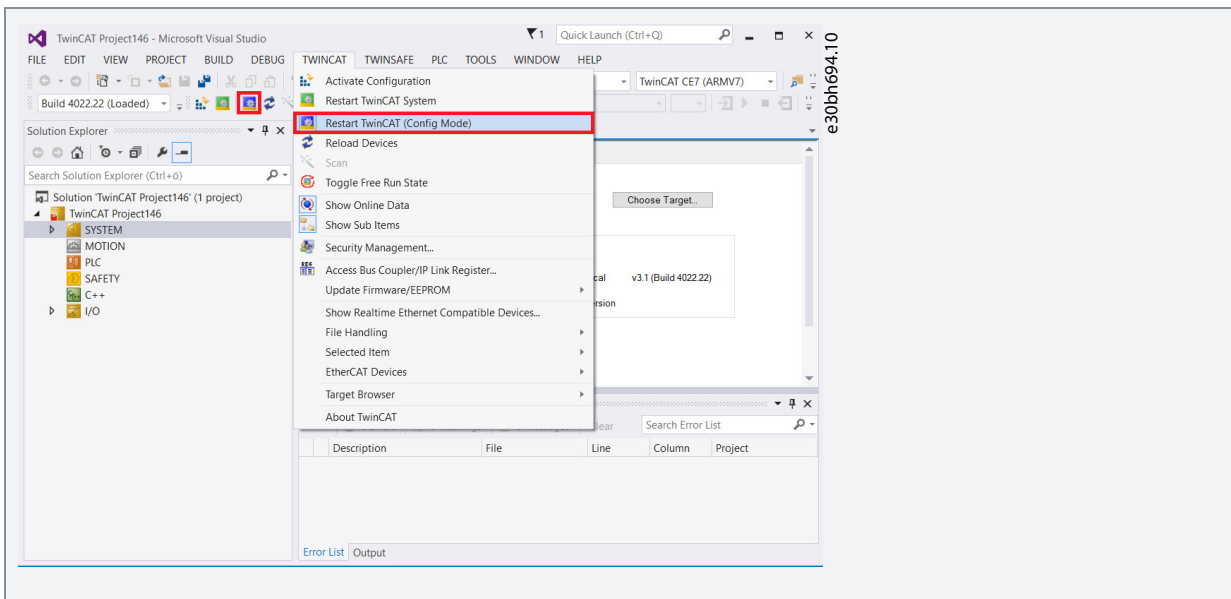 TwinCAT Project146 - Microsoft Visual Studio
1
Quick Launch (Ctrl+Q)
FILE EDIT VIEW PROJECT BUILD DEBUG TWINCAT TWINSAFE PLC TOOLS WINDOW HELP
TwinCAT CE7 (ARMV7)
Build 4022.22 (Loaded)
Activate Configuration
Restart TwinCAT System
Restart TwinCAT (Config Mode)
Reload Devices
Scan
Toggle Free Run State
Show Online Data
Show Sub Items
Security Management...
Access Bus Coupler/IP Link Register...
Update Firmware/EEPROM
Show Realtime Ethernet Compatible Devices...
File Handling
Selected Item
EtherCAT Devices
Target Browser
About TwinCAT
Solution Explorer
Search Solution Explorer (Ctrl+ö)
Solution 'TwinCAT Project146' (1 project)
TwinCAT Project146
SYSTEM
MOTION
PLC
SAFETY
C++
I/O
Choose Target...
cal v3.1 (Build 4022.22)
ersion
Clear
Search Error List
Description File Line Column Project
Error List Output
e30bh694.10